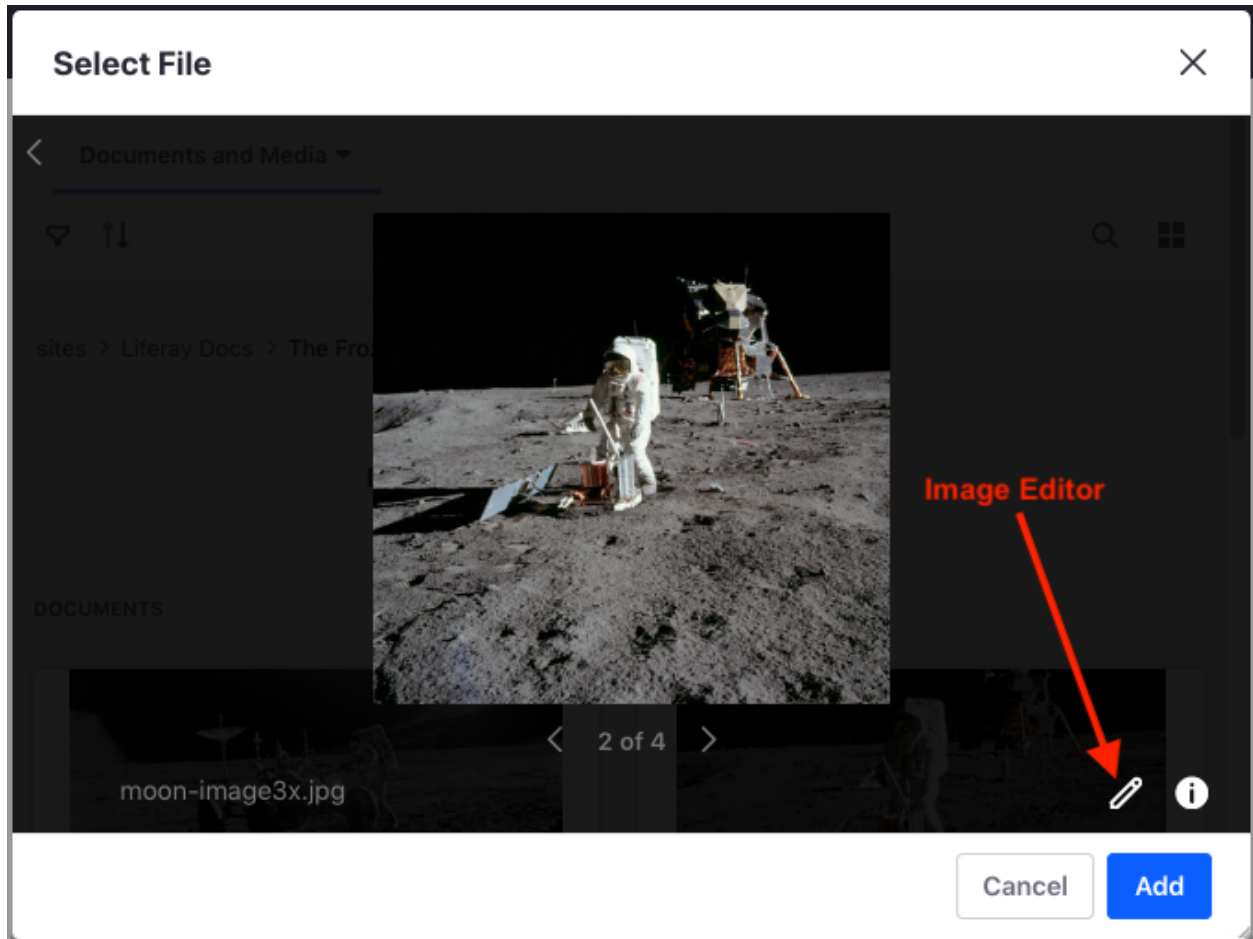 Select File
Documents and Media
sites > Liferay Docs > The Fro
Image Editor
DOCUMENTS
2 of 4
moon-image3x.jpg
Cancel
Add